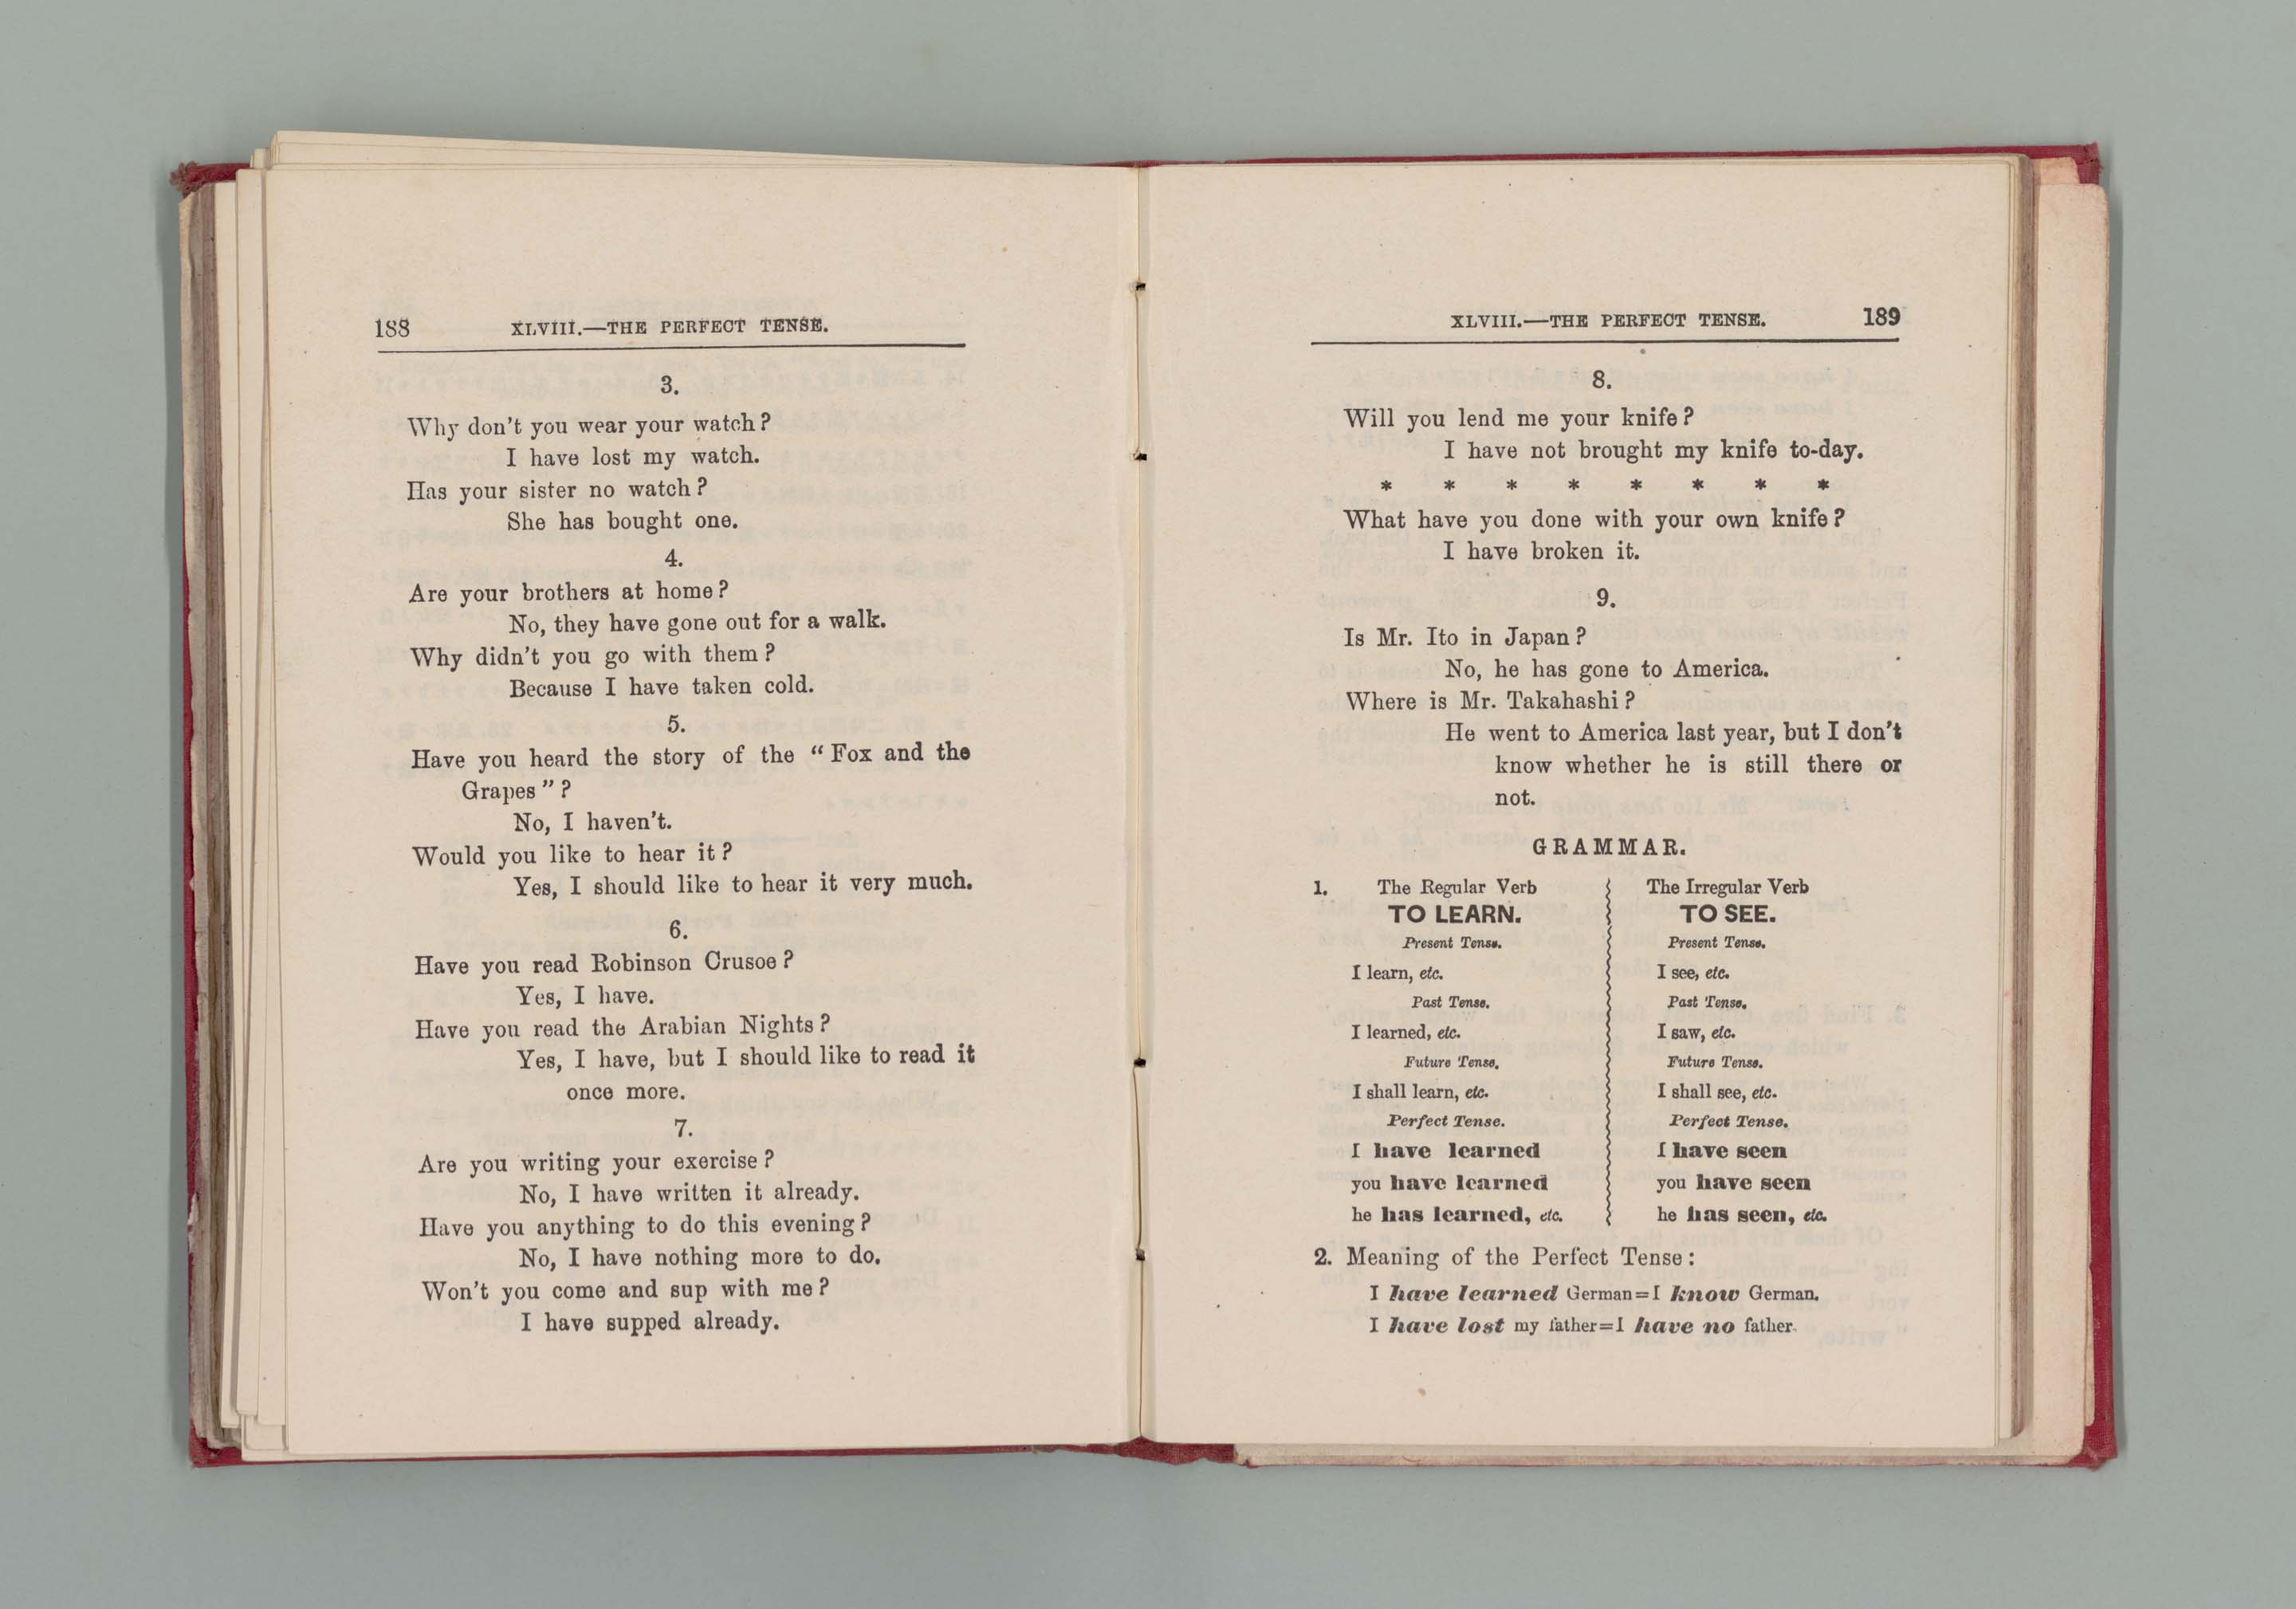 188 XLVIII.—THE PERFECT TENSE.
3.
Why don't you wear your watch?
I have lost my watch.
Has your sister no watch?
She has bought one.
4.
Are your brothers at home?
No, they have gone out for a walk.
Why didn't you go with them?
Because I have taken cold.
5.
Have you heard the story of the “Fox and the
Grapes”?
No, I haven't.
Would you like to hear it?
Yes, I should like to hear it very much.
6.
Have you read Robinson Crusoe?
Yes, I have.
Have you read the Arabian Nights?
Yes, I have, but I should like to read it
once more.
7.
Are you writing your exercise?
No, I have written it already.
Have you anything to do this evening?
No, I have nothing more to do.
Won't you come and sup with me?
I have supped already.
XLVIII.—THE PERFECT TENSE. 189
8.
Will you lend me your knife?
I have not brought my knife to-day.
* * * * * * * *
What have you done with your own knife?
I have broken it.
9.
Is Mr. Ito in Japan?
No, he has gone to America.
Where is Mr. Takahashi?
He went to America last year, but I don't
know whether he is still there or
not.
GRAMMAR.
1. The Regular Verb The Irregular Verb
TO LEARN. TO SEE.
Present Tense. Present Tense.
I learn, etc. I see, etc.
Past Tense. Past Tense.
I learned, etc. I saw, etc.
Future Tense. Future Tense.
I shall learn, etc. I shall see, etc.
Perfect Tense. Perfect Tense.
I have learned I have seen
you have learned you have seen
he has learned, etc. he has seen, etc.
2. Meaning of the Perfect Tense:
I have learned German=I know German.
I have lost my father=I have no father.